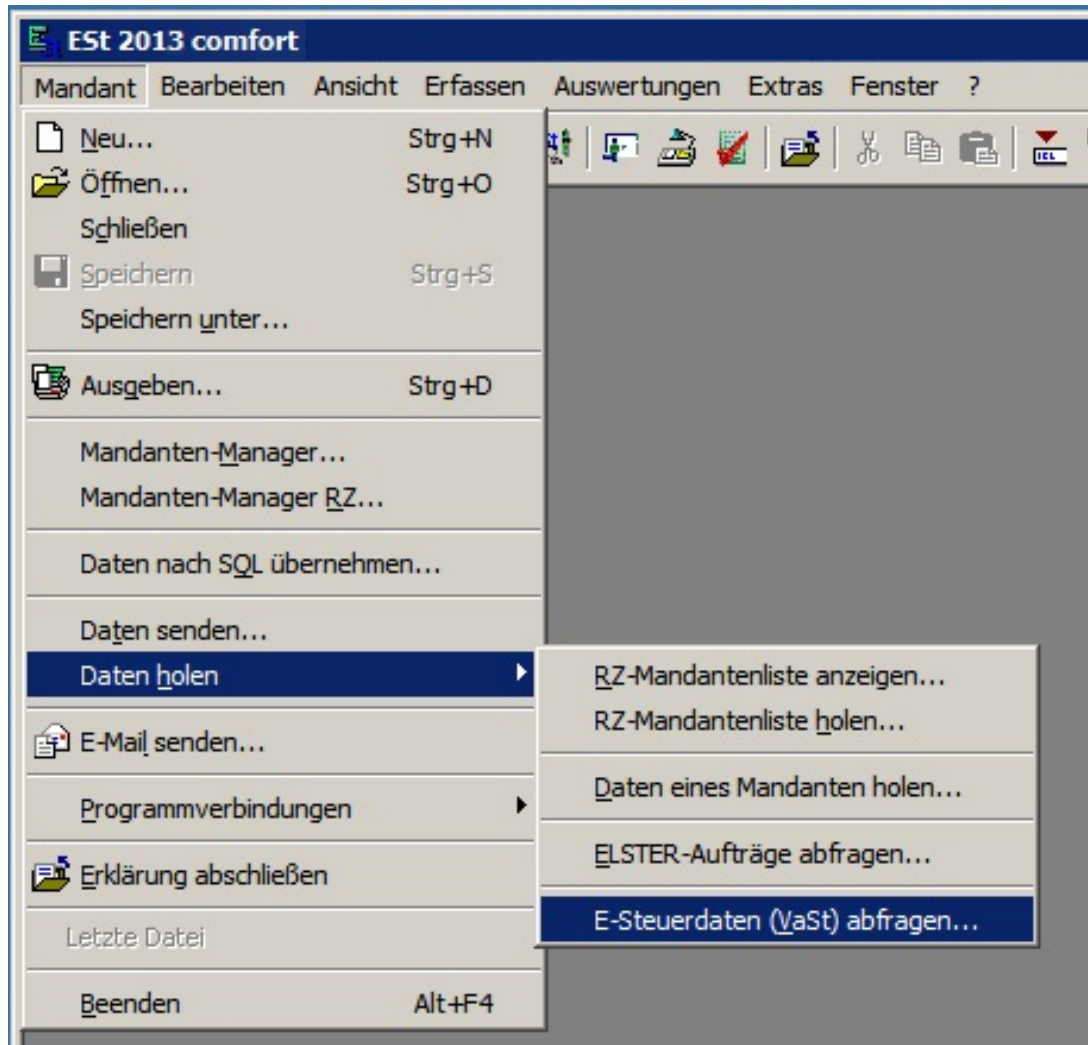 ESt 2013 comfort
Mandant Bearbeiten Ansicht Erfassen Auswertungen Extras Fenster ?
Neu... Strg+N
Öffnen... Strg+O
Schließen
Speichern Strg+S
Speichern unter...
Ausgeben... Strg+D
Mandanten-Manager...
Mandanten-Manager RZ...
Daten nach SQL übernehmen...
Daten senden...
Daten holen
E-Mail senden...
Programmverbindungen
Erklärung abschließen
Letzte Datei
Beenden Alt+F4
RZ-Mandantenliste anzeigen...
RZ-Mandantenliste holen...
Daten eines Mandanten holen...
ELSTER-Aufträge abfragen...
E-Steuerdaten (VaSt) abfragen...